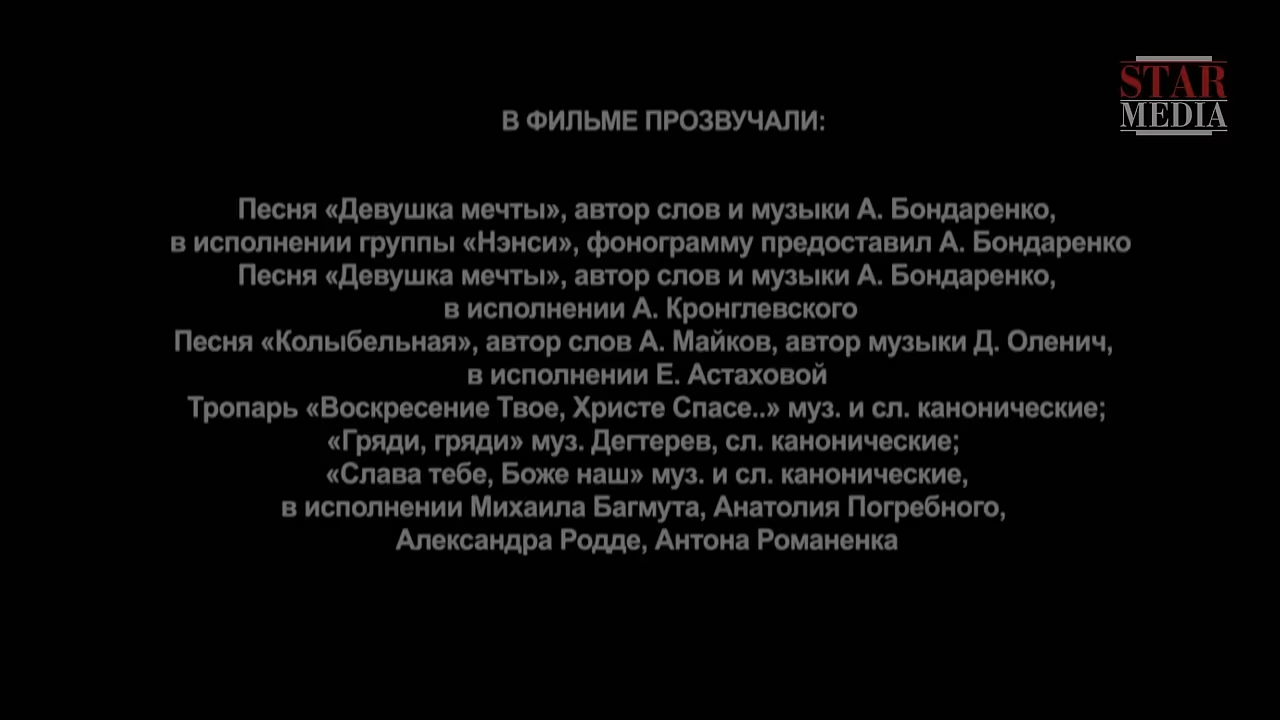 STAR
MEDIA
В ФИЛЬМЕ ПРОЗВУЧАЛИ:
Песня «Девушка мечты», автор слов и музыки А. Бондаренко,
в исполнении группы «Нэнси», фонограмму предоставил А. Бондаренко
Песня «Девушка мечты», автор слов и музыки А. Бондаренко,
в исполнении А. Кронглевского
Песня «Колыбельная», автор слов А. Майков, автор музыки Д. Оленич,
в исполнении Е. Астаховой
Тропарь «Воскресение Твое, Христе Спасе..» муз. и сл. канонические;
«Гряди, гряди» муз. Дегтерев, сл. канонические;
«Слава тебе, Боже наш» муз. и сл. канонические,
в исполнении Михаила Багмута, Анатолия Погребного,
Александра Родде, Антона Романенка